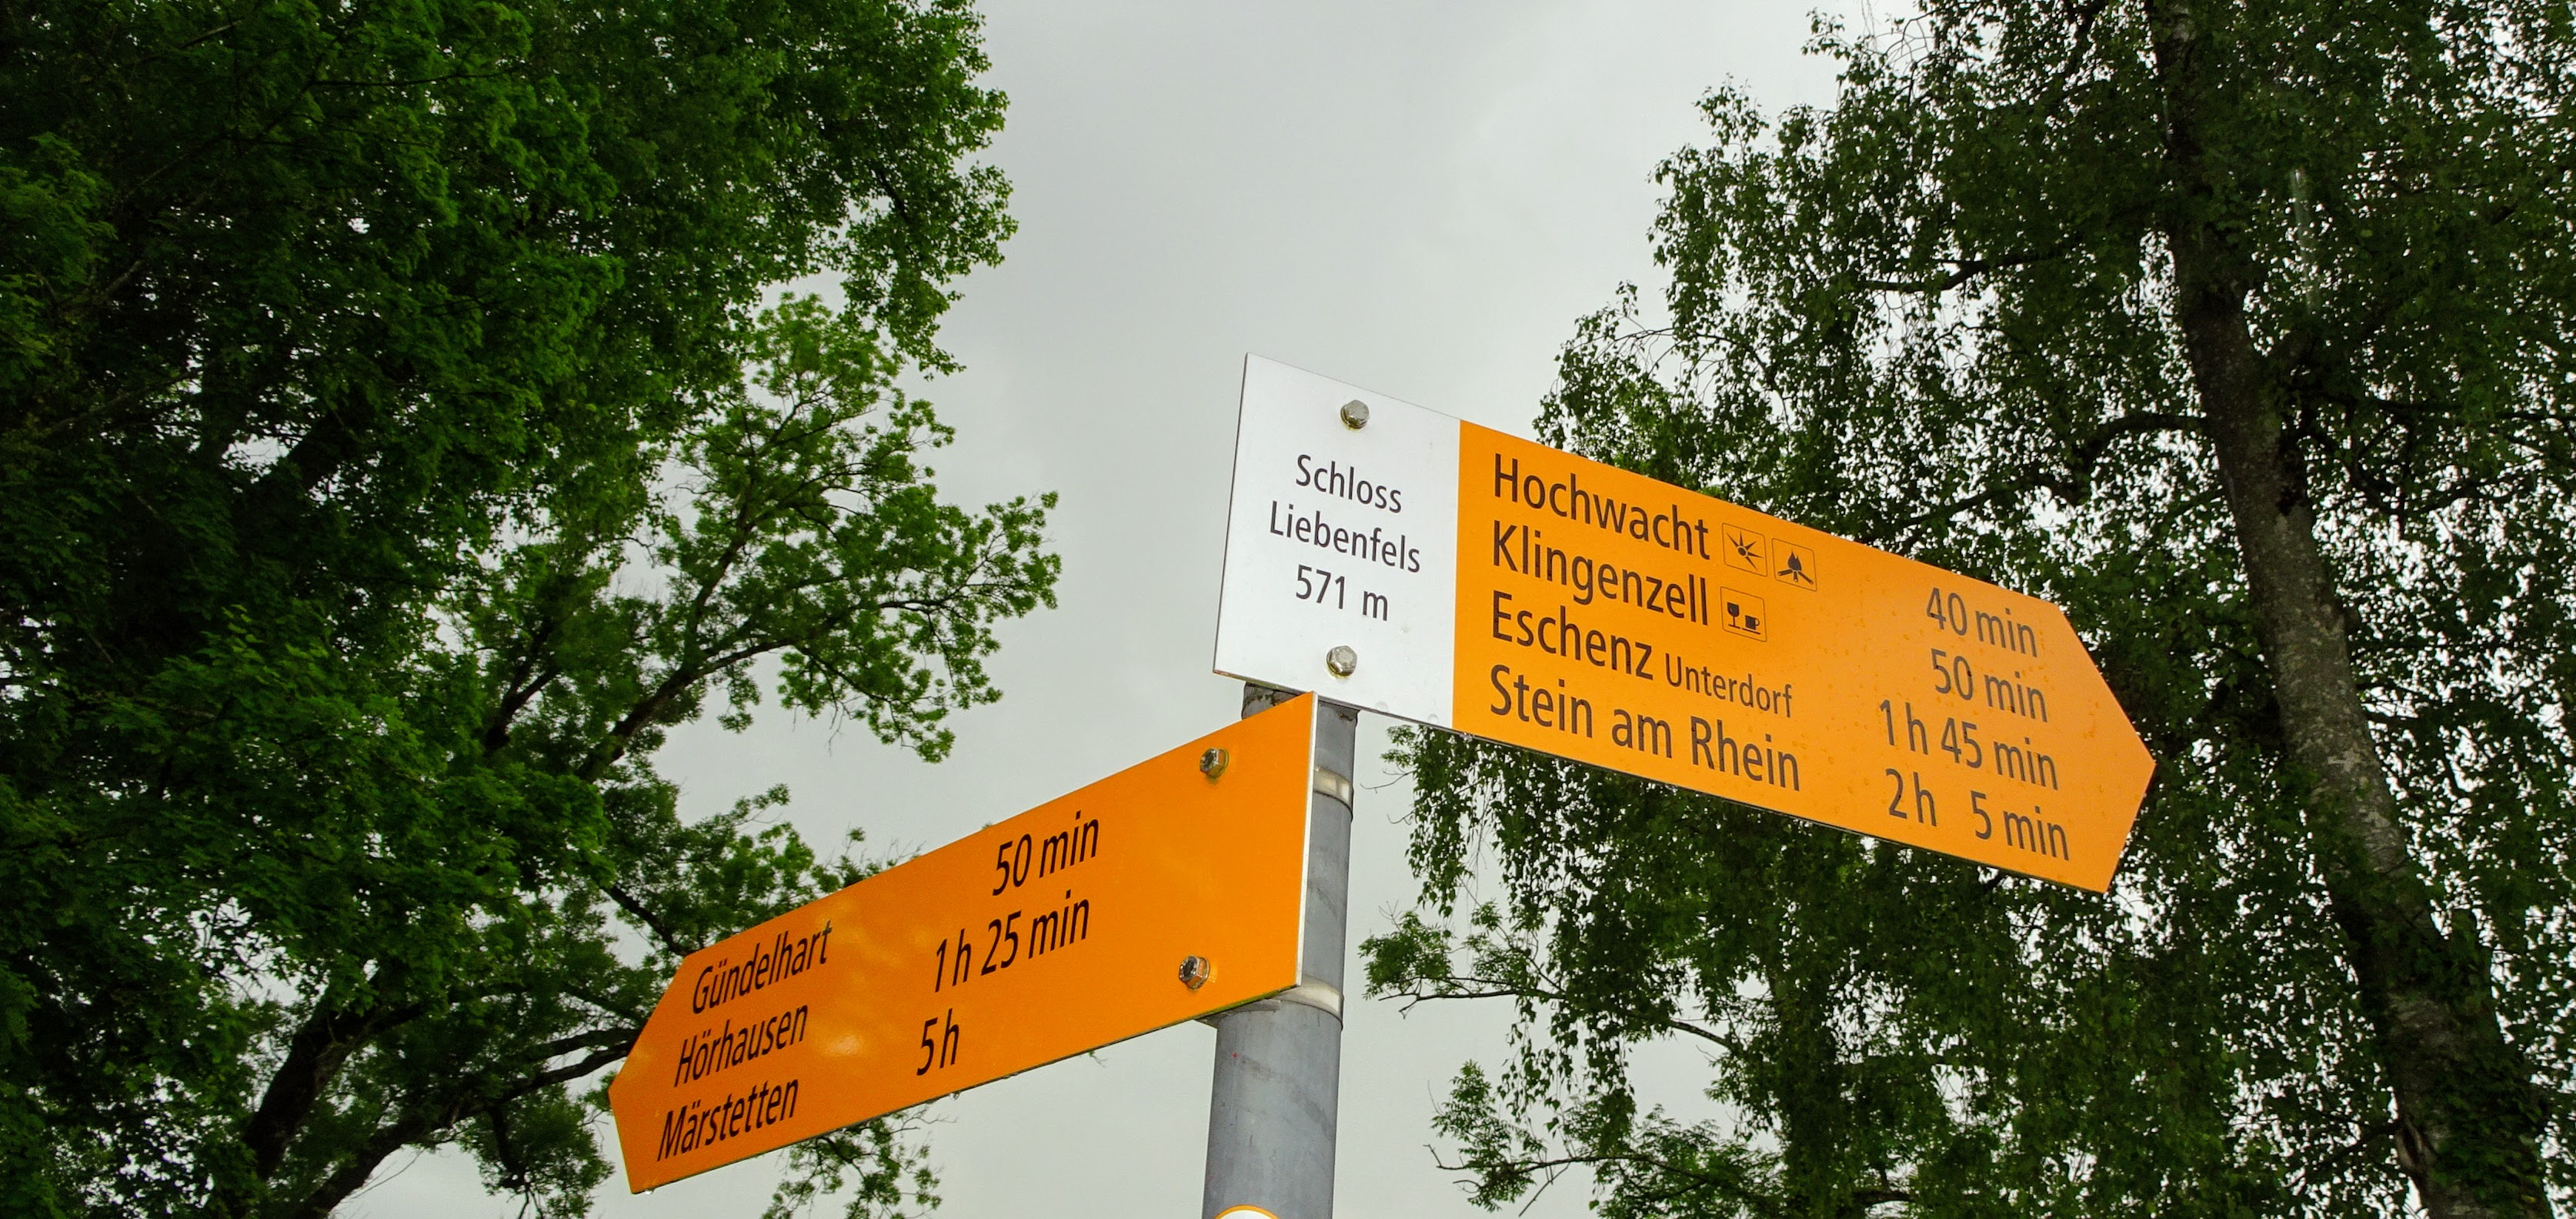 Schloss
Liebenfels
571 m
Hochwacht 40 min
Klingenzell 50 min
Eschenz Unterdorf 1 h 45 min
Stein am Rhein 2 h 5 min
Gündelhart 50 min
Hörhausen 1 h 25 min
Märstetten 5 h